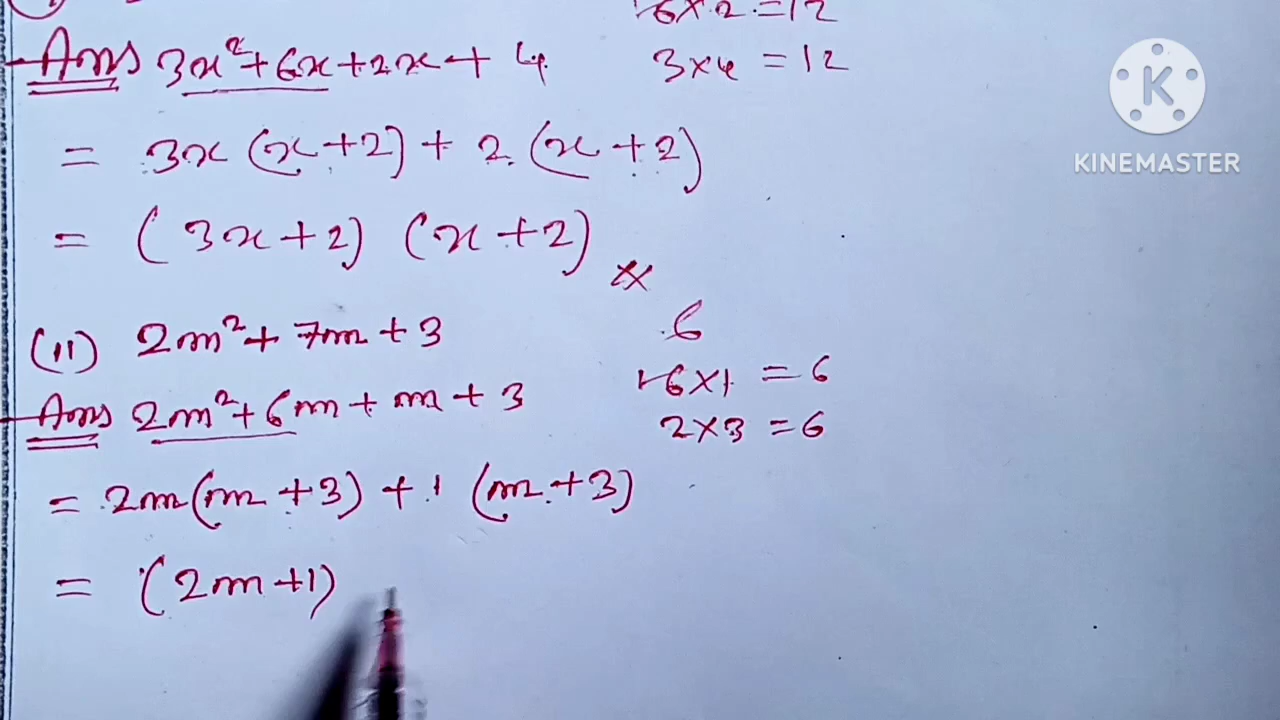 6×2 = 12
Ans 3x²+6x+2x+4
3×4 = 12
= 3x(x+2)+2(x+2)
= (3x+2)(x+2)
(11) 2m²+7m+3
6
6×1 = 6
Ans 2m²+6m+m+3
2×3 = 6
= 2m(m+3)+1(m+3)
= (2m+1)
K
KINEMASTER